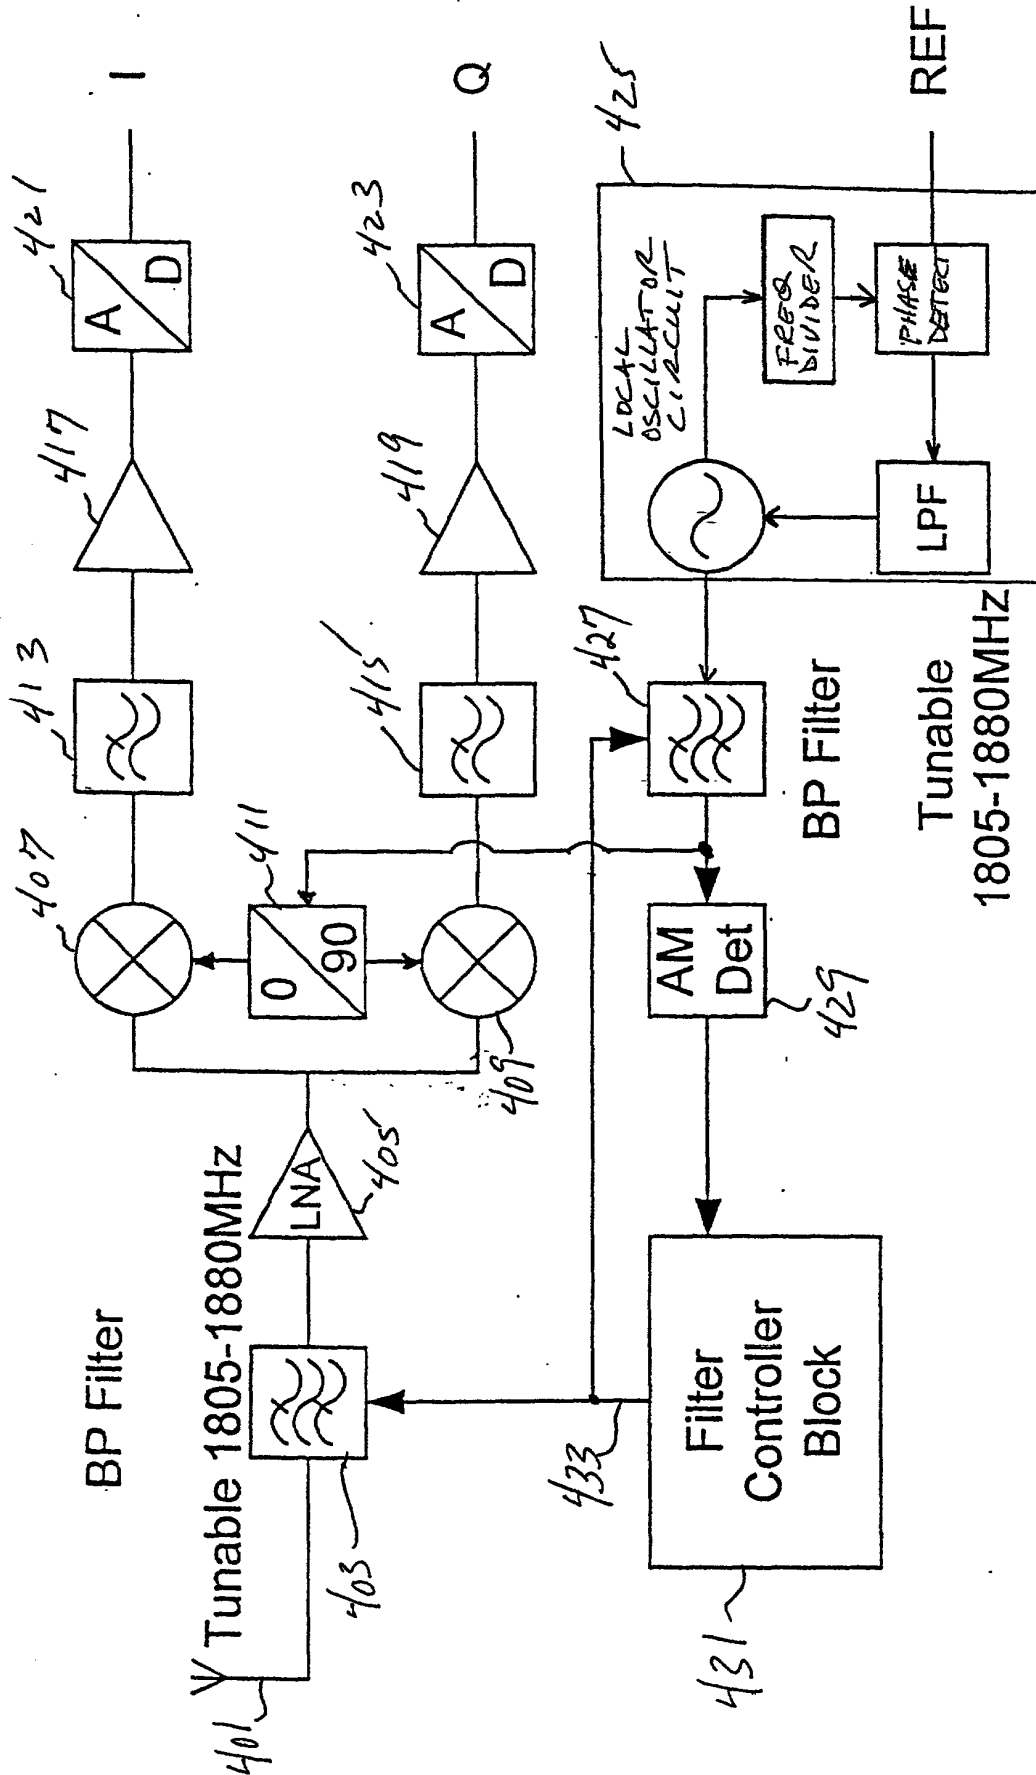 BP Filter
Tunable 1805-1880MHz
401
403
LNA
405
407
409
0
90
411
413
415
417
419
A
D
421
A
D
423
I
Q
425
LOCAL
OSCILLATOR
CIRCUIT
FREQ
DIVIDER
PHASE
DETECT
LPF
REF
427
BP Filter
Tunable
1805-1880MHz
AM
Det
429
Filter
Controller
Block
431
433